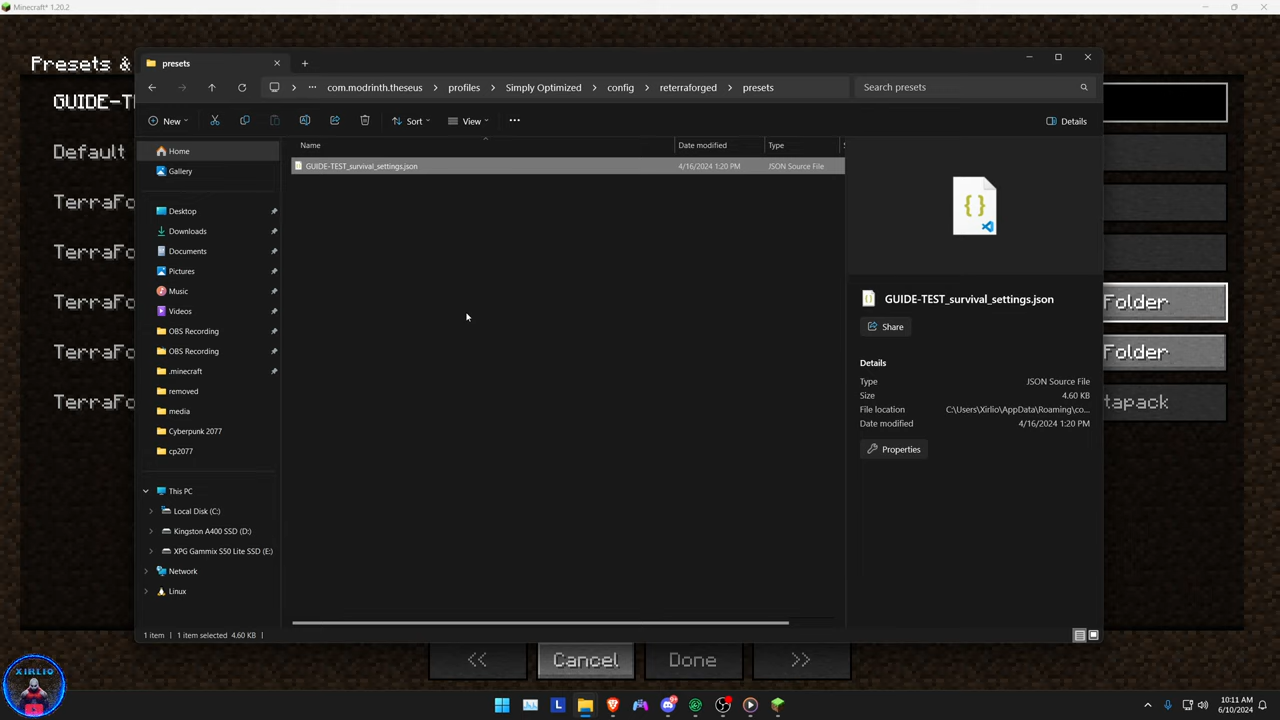 Minecraft* 1.20.2
Presets &
presets
com.modrinth.theseus > profiles > Simply Optimized > config > reterraforged > presets
Search presets
New
Sort
View
Details
GUIDE-T
Default
TerraFo
TerraFo
TerraFo
TerraFo
TerraFo
Home
Gallery
Desktop
Downloads
Documents
Pictures
Music
Videos
OBS Recording
OBS Recording
.minecraft
removed
media
Cyberpunk 2077
cp2077
This PC
Local Disk (C:)
Kingston A400 SSD (D:)
XPG Gammix S50 Lite SSD (E:)
Network
Linux
Name Date modified Type
GUIDE-TEST_survival_settings.json 4/16/2024 1:20 PM JSON Source File
GUIDE-TEST_survival_settings.json
Share
Details
Type JSON Source File
Size 4.60 KB
File location C:\Users\Xirlio\AppData\Roaming\co...
Date modified 4/16/2024 1:20 PM
Properties
Folder
Folder
tapack
1 item 1 item selected 4.60 KB
<< Cancel Done >>
XIRLIO
10:11 AM
6/10/2024